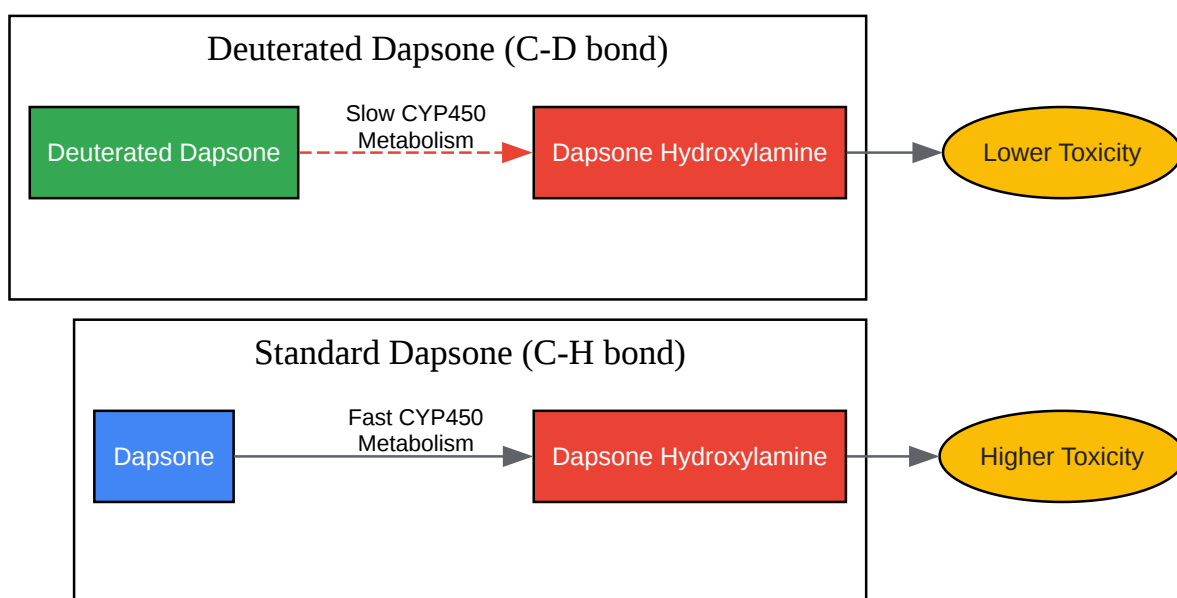 Deuterated Dapsone (C-D bond)
Slow CYP450
Metabolism
Deuterated Dapsone
Dapsone Hydroxylamine
Lower Toxicity
Standard Dapsone (C-H bond)
Fast CYP450
Metabolism
Dapsone
Dapsone Hydroxylamine
Higher Toxicity